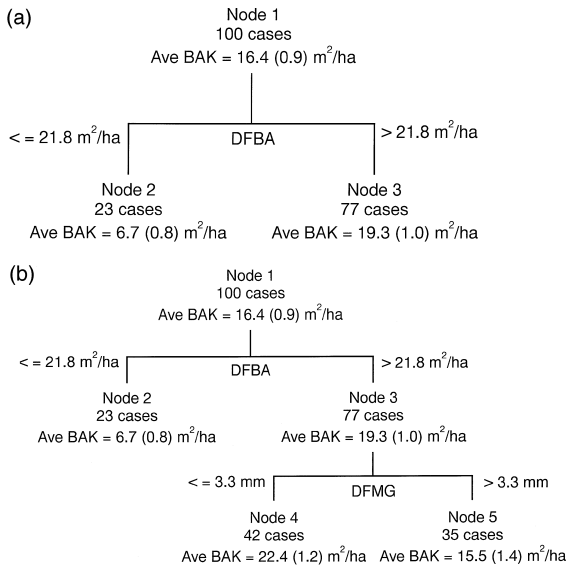 (a)
Node 1
100 cases
Ave BAK = 16.4 (0.9) m²/ha
< = 21.8 m²/ha
DFBA
> 21.8 m²/ha
Node 2
23 cases
Ave BAK = 6.7 (0.8) m²/ha
Node 3
77 cases
Ave BAK = 19.3 (1.0) m²/ha
(b)
Node 1
100 cases
Ave BAK = 16.4 (0.9) m²/ha
< = 21.8 m²/ha
DFBA
> 21.8 m²/ha
Node 2
23 cases
Ave BAK = 6.7 (0.8) m²/ha
Node 3
77 cases
Ave BAK = 19.3 (1.0) m²/ha
< = 3.3 mm
DFMG
> 3.3 mm
Node 4
42 cases
Ave BAK = 22.4 (1.2) m²/ha
Node 5
35 cases
Ave BAK = 15.5 (1.4) m²/ha